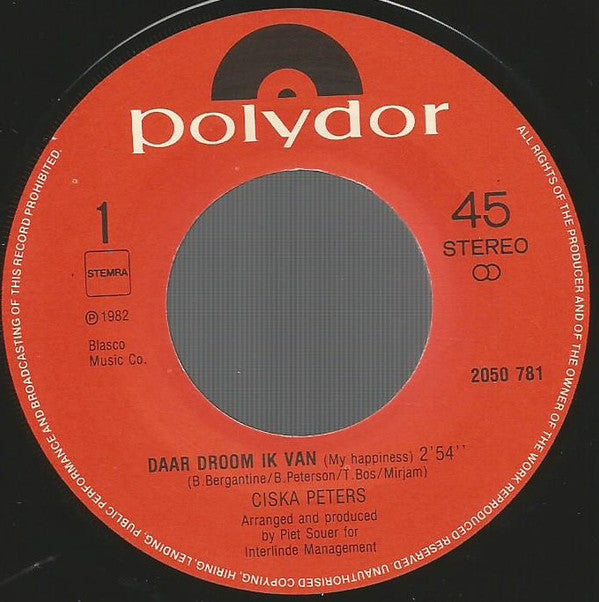 polydor
1
STEMRA
℗ 1982
Blasco
Music Co.
45
STEREO
2050 781
DAAR DROOM IK VAN (My happiness) 2'54''
(B. Bergantine/B. Peterson/T. Bos/Mirjam)
CISKA PETERS
Arranged and produced
by Piet Souer for
Interlinde Management
ALL RIGHTS OF THE PRODUCER AND OF THE OWNER OF THE WORK REPRODUCED RESERVED. UNAUTHORISED COPYING, HIRING, LENDING, PUBLIC PERFORMANCE AND BROADCASTING OF THIS RECORD PROHIBITED.